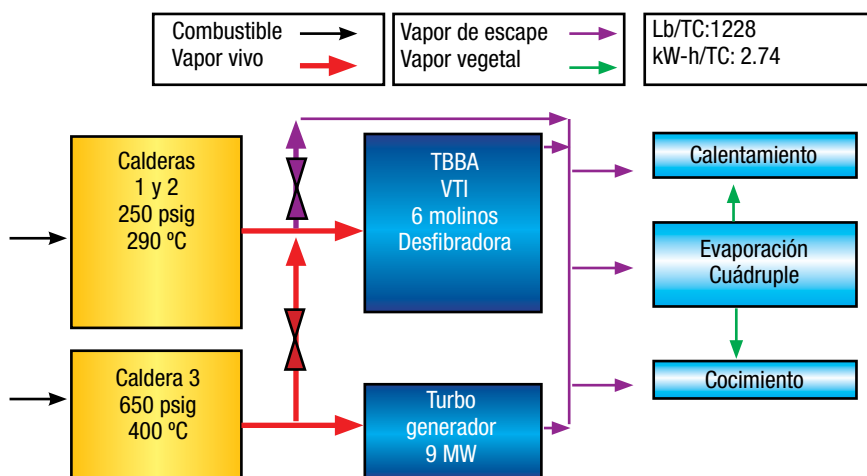 Combustible
Vapor vivo
Vapor de escape
Vapor vegetal
Lb/TC:1228
kW-h/TC: 2.74
Calderas
1 y 2
250 psig
290 ºC
TBBA
VTI
6 molinos
Desfibradora
Calentamiento
Evaporación
Cuádruple
Cocimiento
Caldera 3
650 psig
400 ºC
Turbo
generador
9 MW